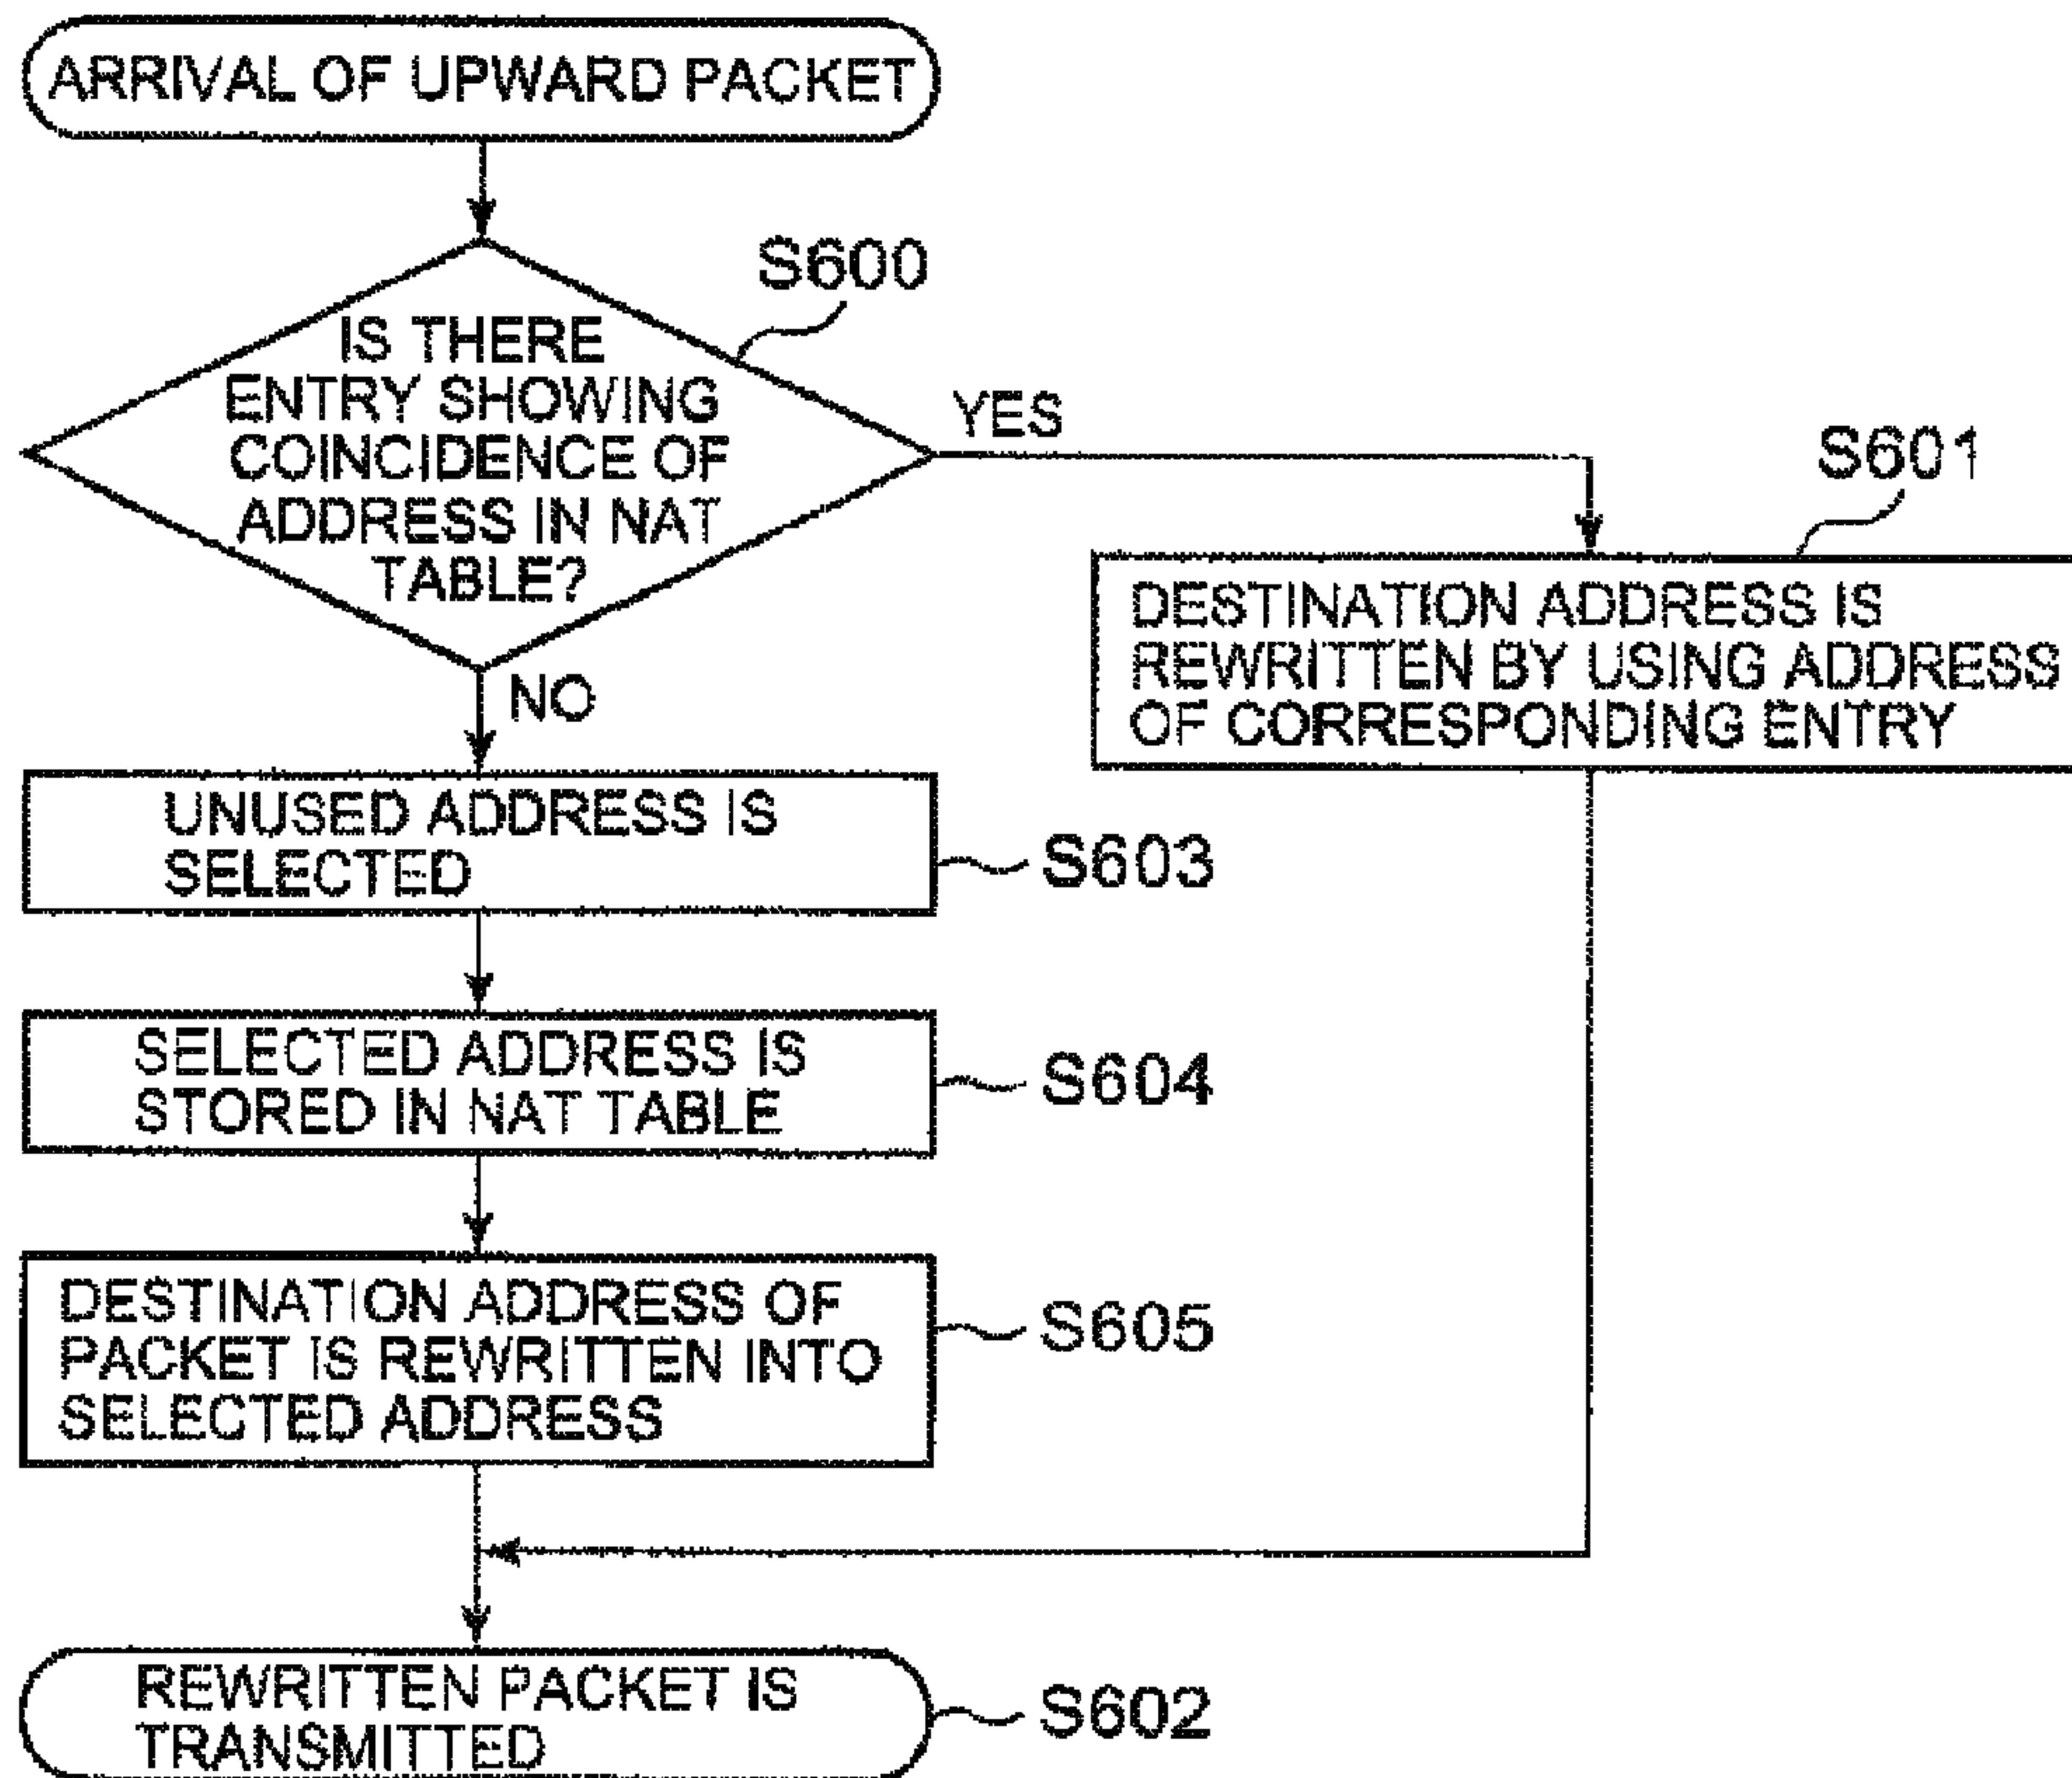 ARRIVAL OF UPWARD PACKET
S600
IS THERE
ENTRY SHOWING
COINCIDENCE OF
ADDRESS IN NAT
TABLE?
YES
S601
DESTINATION ADDRESS IS
REWRITTEN BY USING ADDRESS
OF CORRESPONDING ENTRY
NO
UNUSED ADDRESS IS
SELECTED
S603
SELECTED ADDRESS IS
STORED IN NAT TABLE
S604
DESTINATION ADDRESS OF
PACKET IS REWRITTEN INTO
SELECTED ADDRESS
S605
REWRITTEN PACKET IS
TRANSMITTED
S602